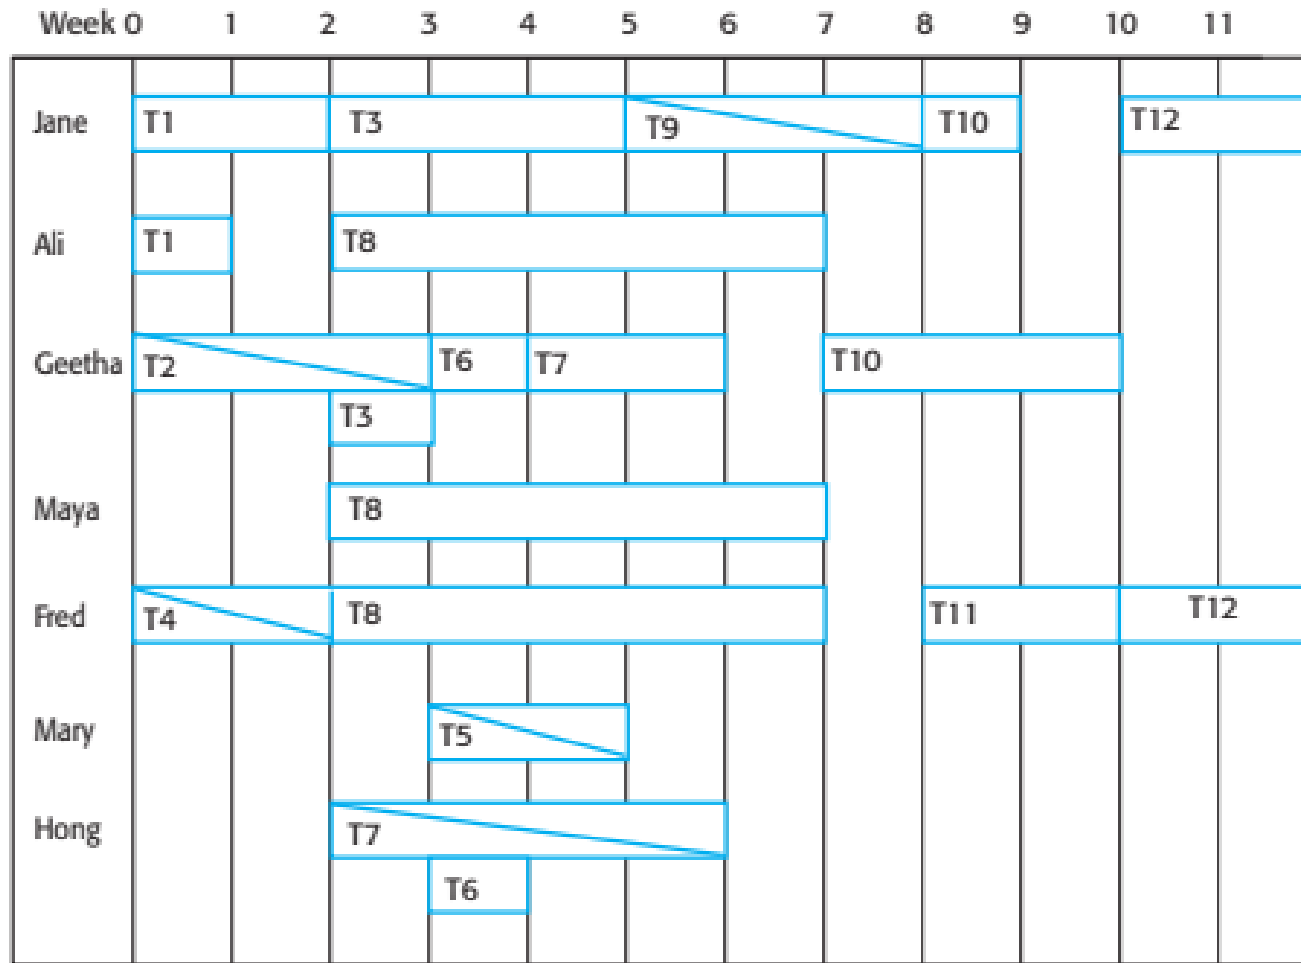 Week 0 1 2 3 4 5 6 7 8 9 10 11
Jane T1 T3 T9 T10 T12
Ali T1 T8
Geetha T2 T6 T7 T10
T3
Maya T8
Fred T4 T8 T11 T12
Mary T5
Hong T7
T6